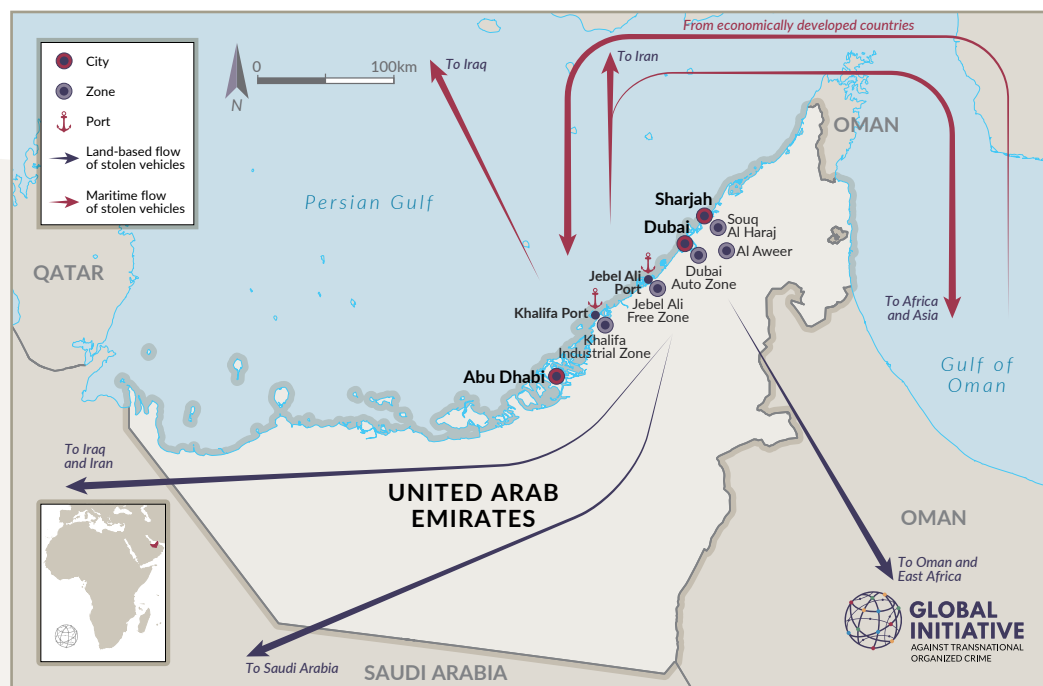 City
Zone
Port
Land-based flow
of stolen vehicles
Maritime flow
of stolen vehicles
0
100km
N
From economically developed countries
To Iraq
To Iran
OMAN
Persian Gulf
QATAR
Sharjah
Souq
Al Haraj
Dubai
Al Aweer
Dubai
Auto Zone
Jebel Ali
Port
Jebel Ali
Free Zone
Khalifa Port
Khalifa
Industrial Zone
Abu Dhabi
To Africa
and Asia
Gulf of
Oman
To Iraq
and Iran
UNITED ARAB
EMIRATES
OMAN
To Oman and
East Africa
To Saudi Arabia
SAUDI ARABIA
GLOBAL
INITIATIVE
AGAINST TRANSNATIONAL
ORGANIZED CRIME